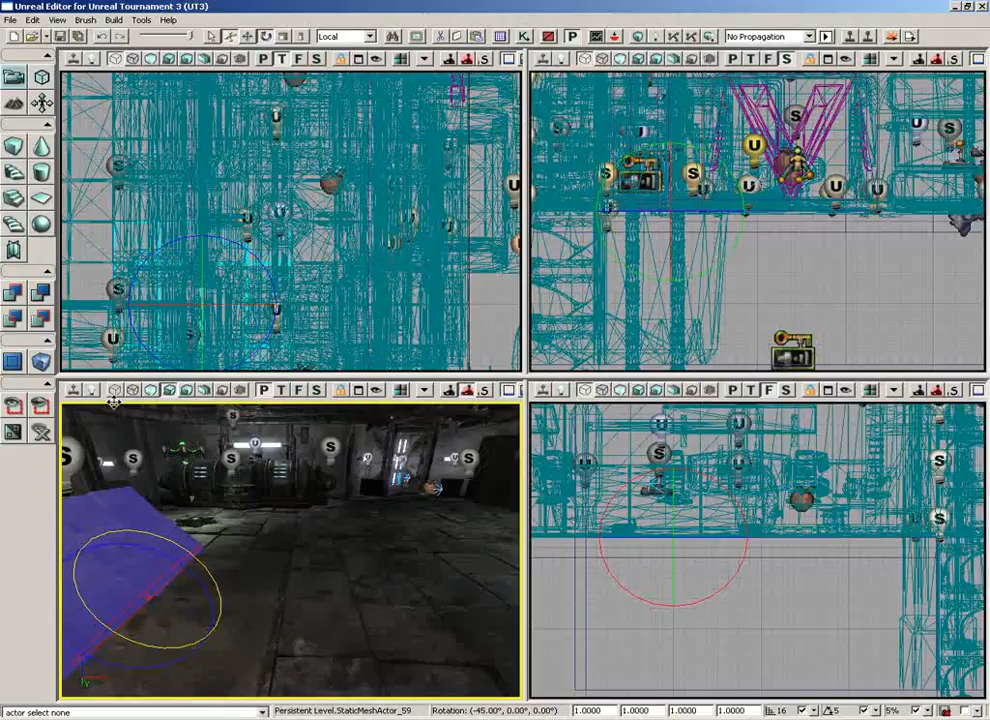 Unreal Editor for Unreal Tournament 3 (UT3)
File Edit View Brush Build Tools Help
Local
No Propagation
P T F S
P T F S
U
S
S
U
U
U
U
S
U
S
S
S
U
U
U
U
P T F S
P T F S
S
S
S
U
S
S
S
U
U
S
S
S
actor select none
Persistent Level.StaticMeshActor_59
Rotation: (-45.00°, 0.00°, 0.00°)
1.0000
1.0000
1.0000
1.0000
16
5
5%